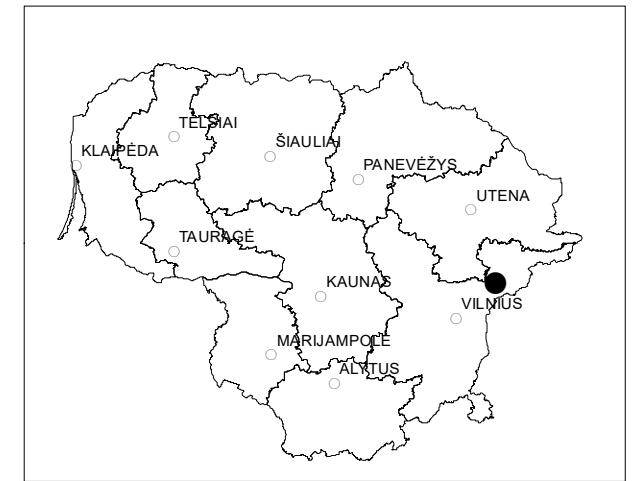 TELŠIAI
ŠIAULIAI
KLAIPĖDA
PANEVĖŽYS
UTENA
TAURAGĖ
KAUNAS
VILNIUS
MARIJAMPOLĖ
ALYTUS